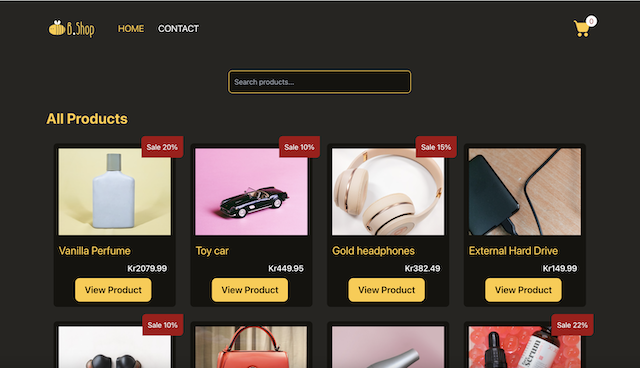 B.Shop HOME CONTACT 0
Search products...
All Products
Sale 20% Sale 10% Sale 15%
Vanilla Perfume Toy car Gold headphones External Hard Drive
Kr2079.99 Kr449.95 Kr382.49 Kr149.99
View Product View Product View Product View Product
Sale 10% Sale 22%
Serum